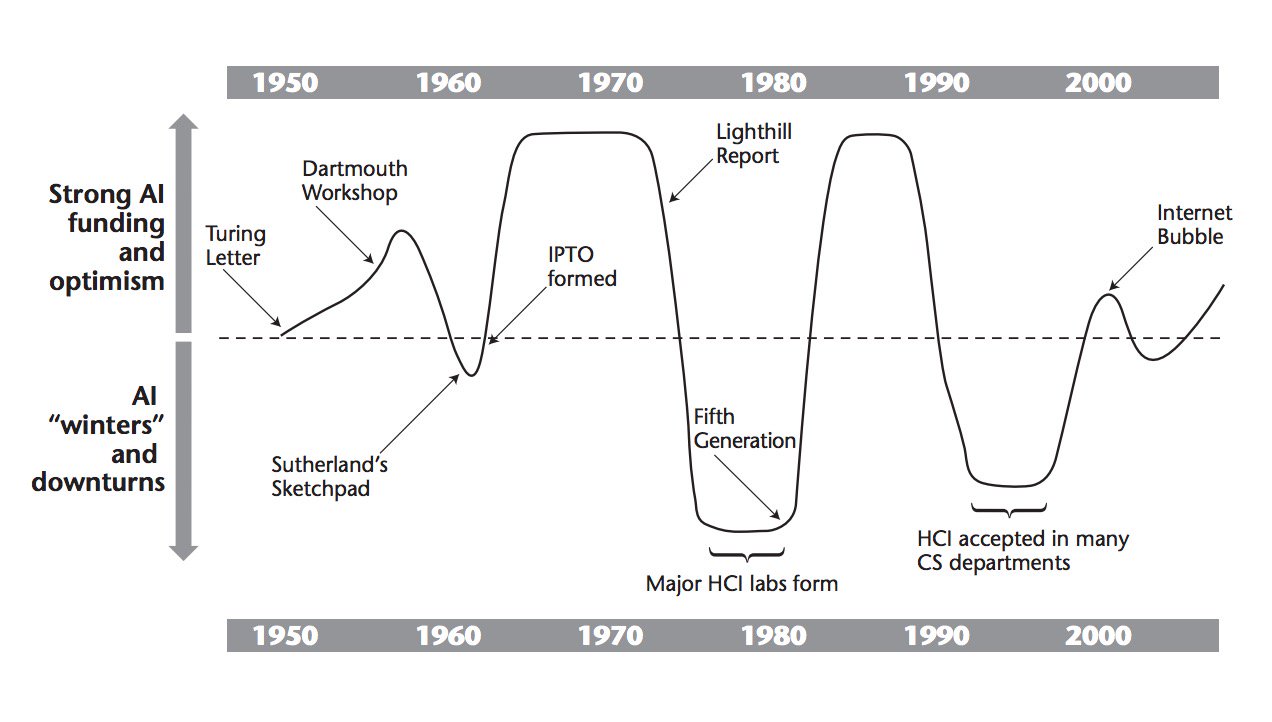 1950 1960 1970 1980 1990 2000
Strong AI
funding
and
optimism
Turing
Letter
Dartmouth
Workshop
IPTO
formed
Lighthill
Report
Internet
Bubble
AI
“winters”
and
downturns
Sutherland’s
Sketchpad
Fifth
Generation
Major HCI labs form
HCI accepted in many
CS departments
1950 1960 1970 1980 1990 2000